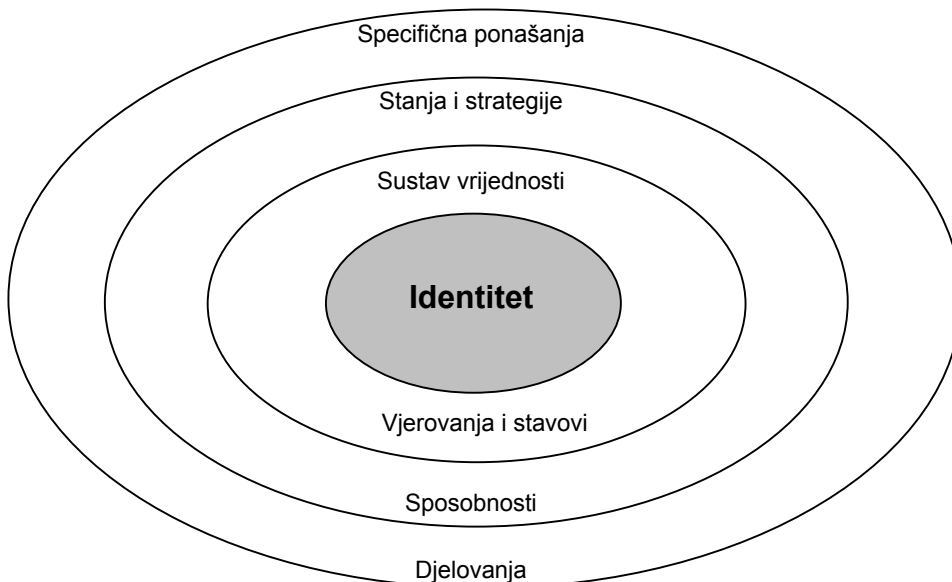 Specifična ponašanja
Stanja i strategije
Sustav vrijednosti
Identitet
Vjerovanja i stavovi
Sposobnosti
Djelovanja